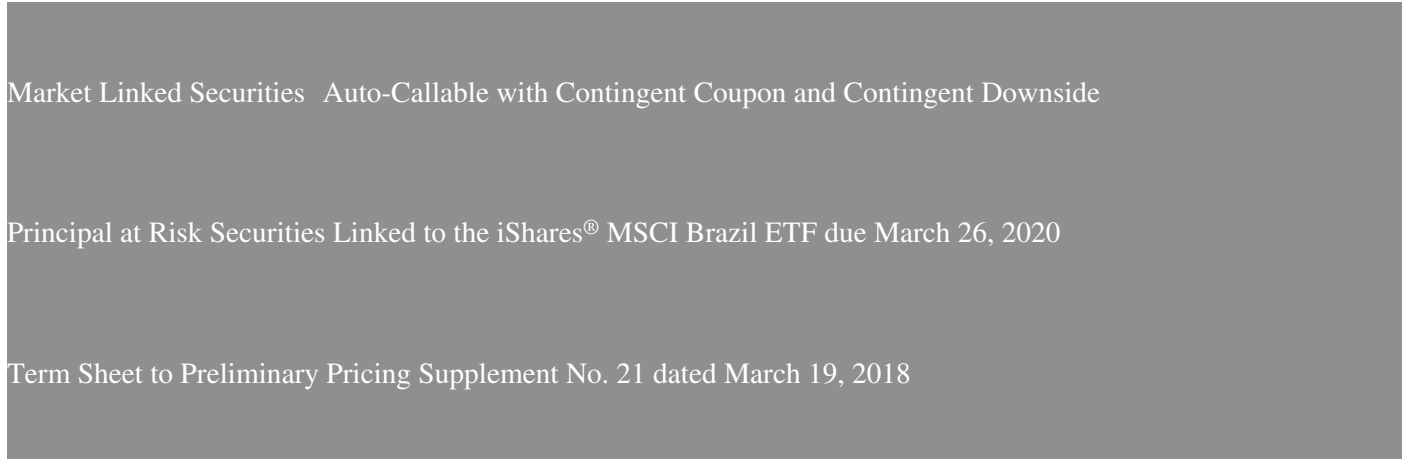 Market Linked Securities Auto-Callable with Contingent Coupon and Contingent Downside
Principal at Risk Securities Linked to the iShares® MSCI Brazil ETF due March 26, 2020
Term Sheet to Preliminary Pricing Supplement No. 21 dated March 19, 2018